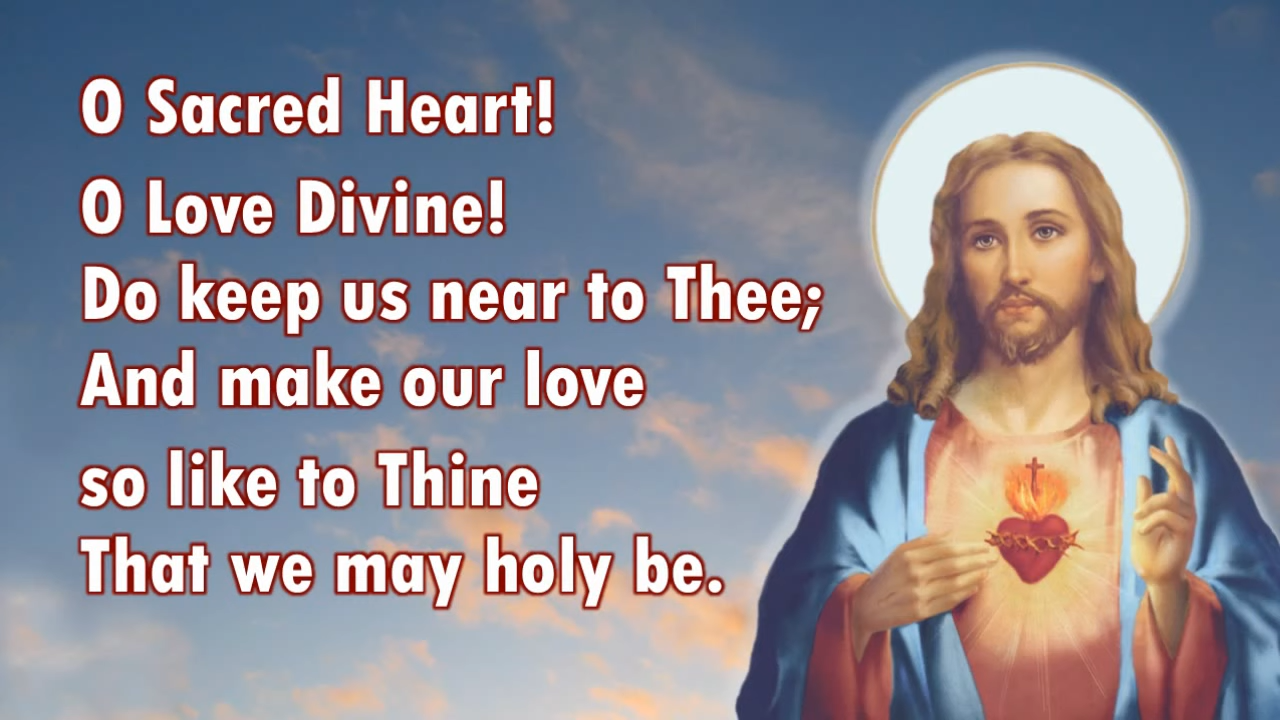 O Sacred Heart!
O Love Divine!
Do keep us near to Thee;
And make our love
so like to Thine
That we may holy be.